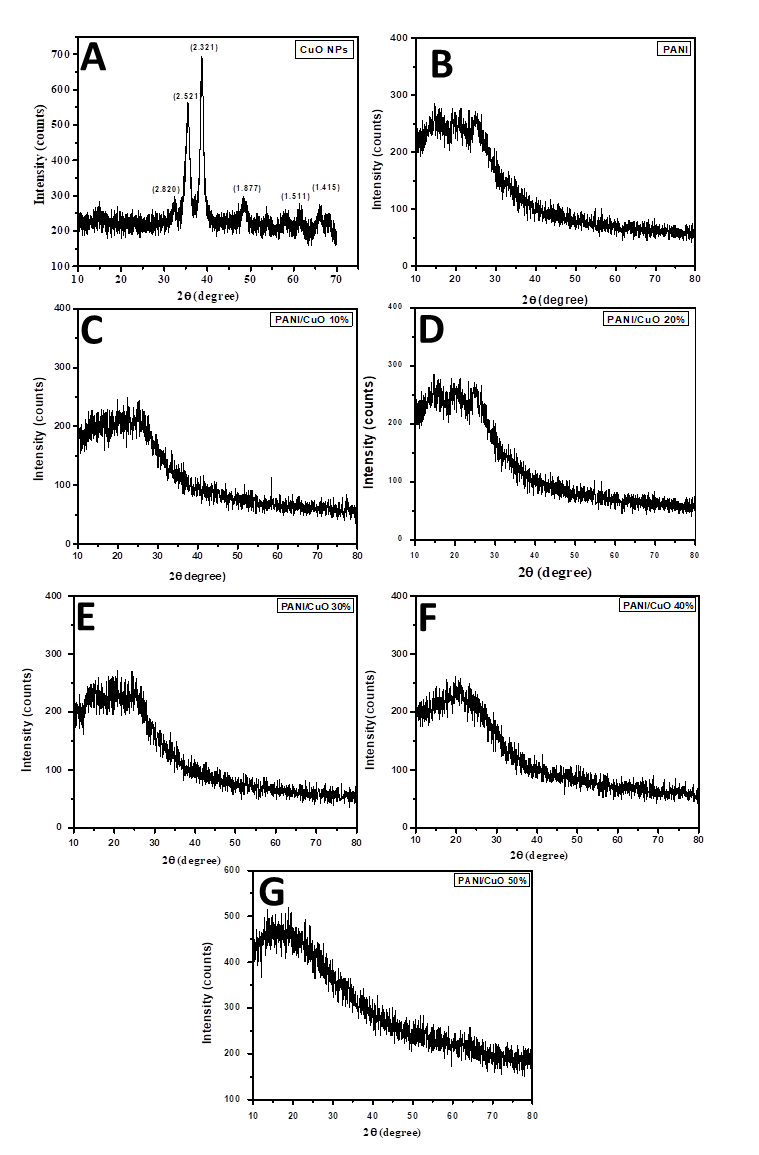 A
CuO NPs
(2.321)
(2.521
(2.820)
(1.877)
(1.511)
(1.415)
700
600
500
400
300
200
100
10 20 30 40 50 60 70
Intensity (counts)
2θ (degree)
B
PANI
400
300
200
100
0
10 20 30 40 50 60 70 80
Intensity (counts)
2θ (degree)
C
PANI/CuO 10%
400
300
200
100
0
10 20 30 40 50 60 70 80
Intensity (counts)
2θ degree)
D
PANI/CuO 20%
400
300
200
100
0
10 20 30 40 50 60 70 80
Intensity (counts)
2θ (degree)
E
PANI/CuO 30%
400
300
200
100
0
10 20 30 40 50 60 70 80
Intensity (counts)
2θ (degree)
F
PANI/CuO 40%
400
300
200
100
0
10 20 30 40 50 60 70 80
Intensity(counts)
2θ (degree)
G
PANI/CuO 50%
600
500
400
300
200
100
10 20 30 40 50 60 70 80
Intensity (counts)
2θ (degree)